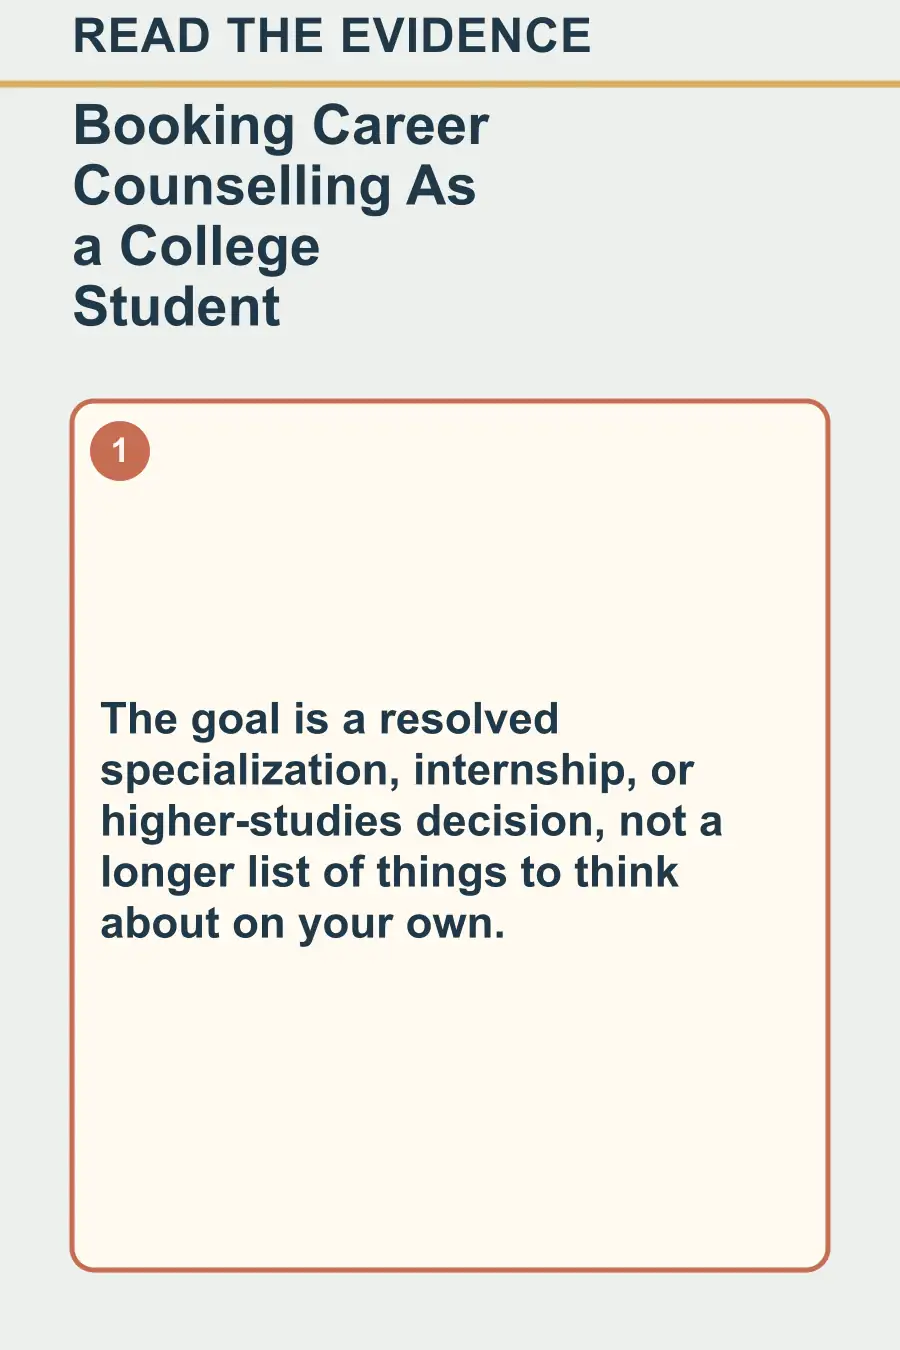 READ THE EVIDENCE
Booking Career
Counselling As
a College
Student
1
The goal is a resolved
specialization, internship, or
higher-studies decision, not a
longer list of things to think
about on your own.